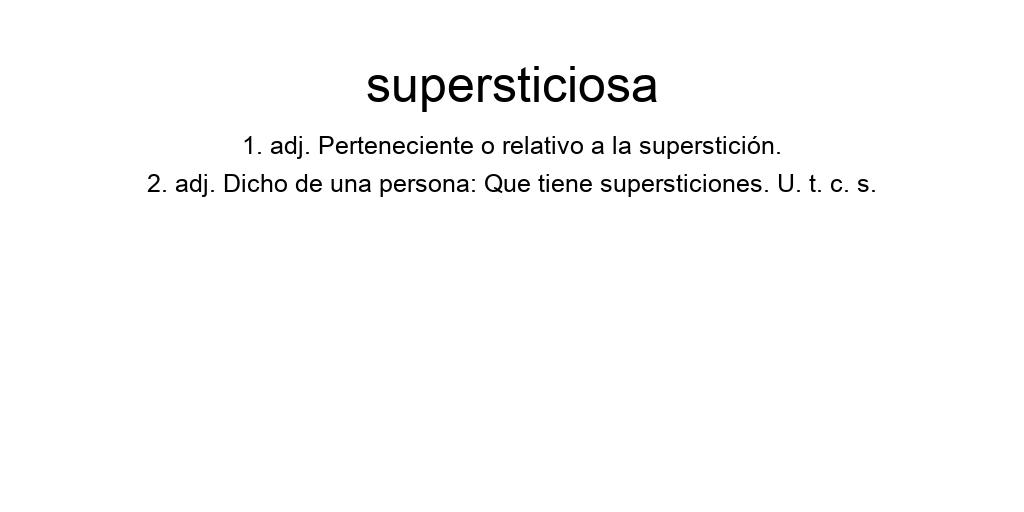 supersticiosa
1. adj. Perteneciente o relativo a la superstición.
2. adj. Dicho de una persona: Que tiene supersticiones. U. t. c. s.